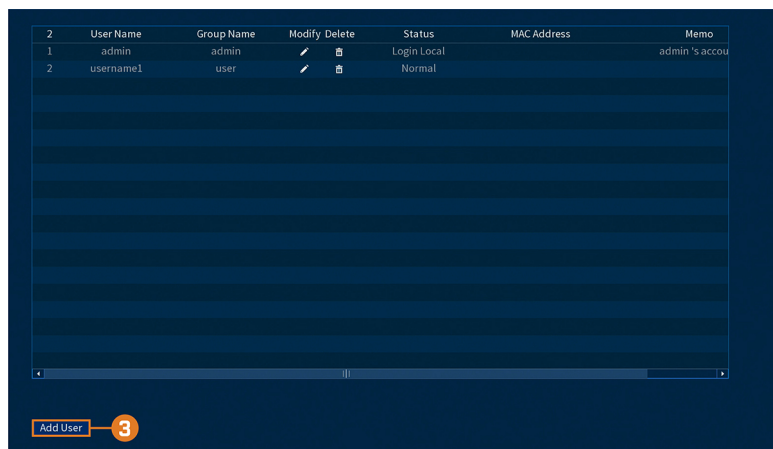 2 User Name Group Name Modify Delete Status MAC Address Memo
1 admin admin Login Local admin 's accou
2 username1 user Normal
Add User 3